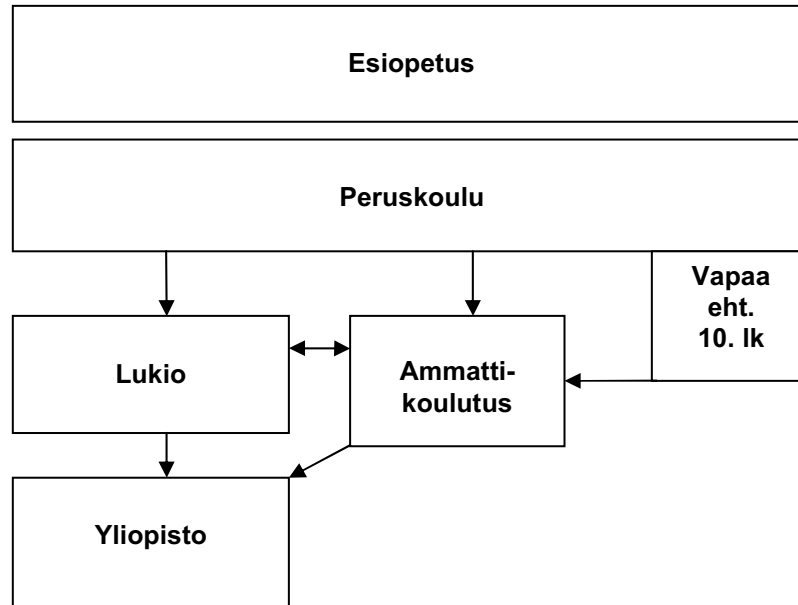 Esiopetus
Peruskoulu
Vapaa
eht.
10. lk
Lukio
Ammatti-
koulutus
Yliopisto